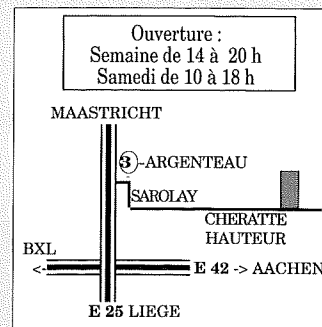 Ouverture :
Semaine de 14 à 20 h
Samedi de 10 à 18 h
MAASTRICHT
3-ARGENTEAU
SAROLAY
CHERATTE
HAUTEUR
BXL
<- E 42 -> AACHEN
E 25 LIEGE